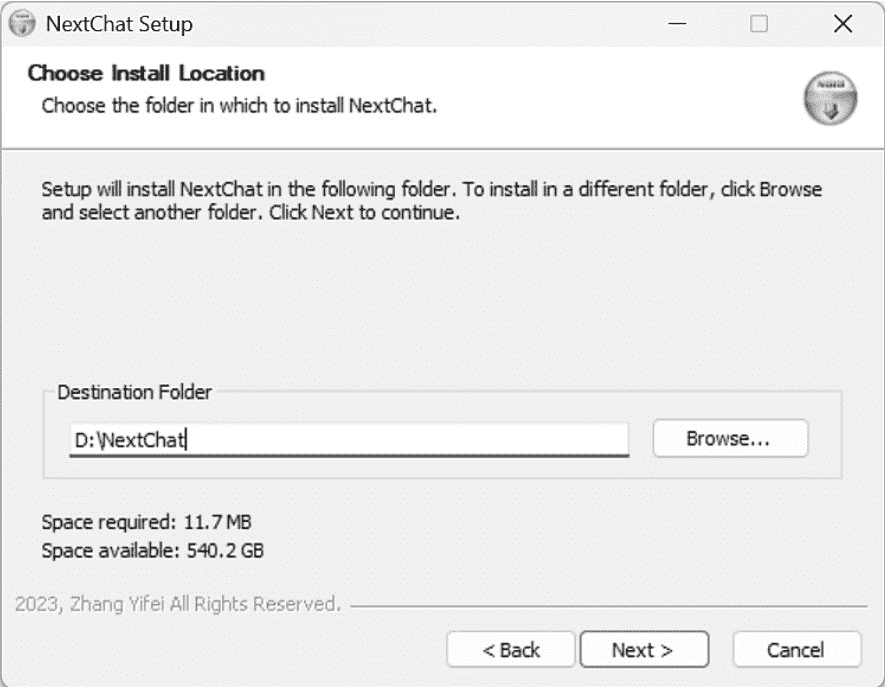 NextChat Setup
Choose Install Location
Choose the folder in which to install NextChat.
Setup will install NextChat in the following folder. To install in a different folder, click Browse
and select another folder. Click Next to continue.
Destination Folder
D:\NextChat
Browse...
Space required: 11.7 MB
Space available: 540.2 GB
2023, Zhang Yifei All Rights Reserved.
< Back
Next >
Cancel